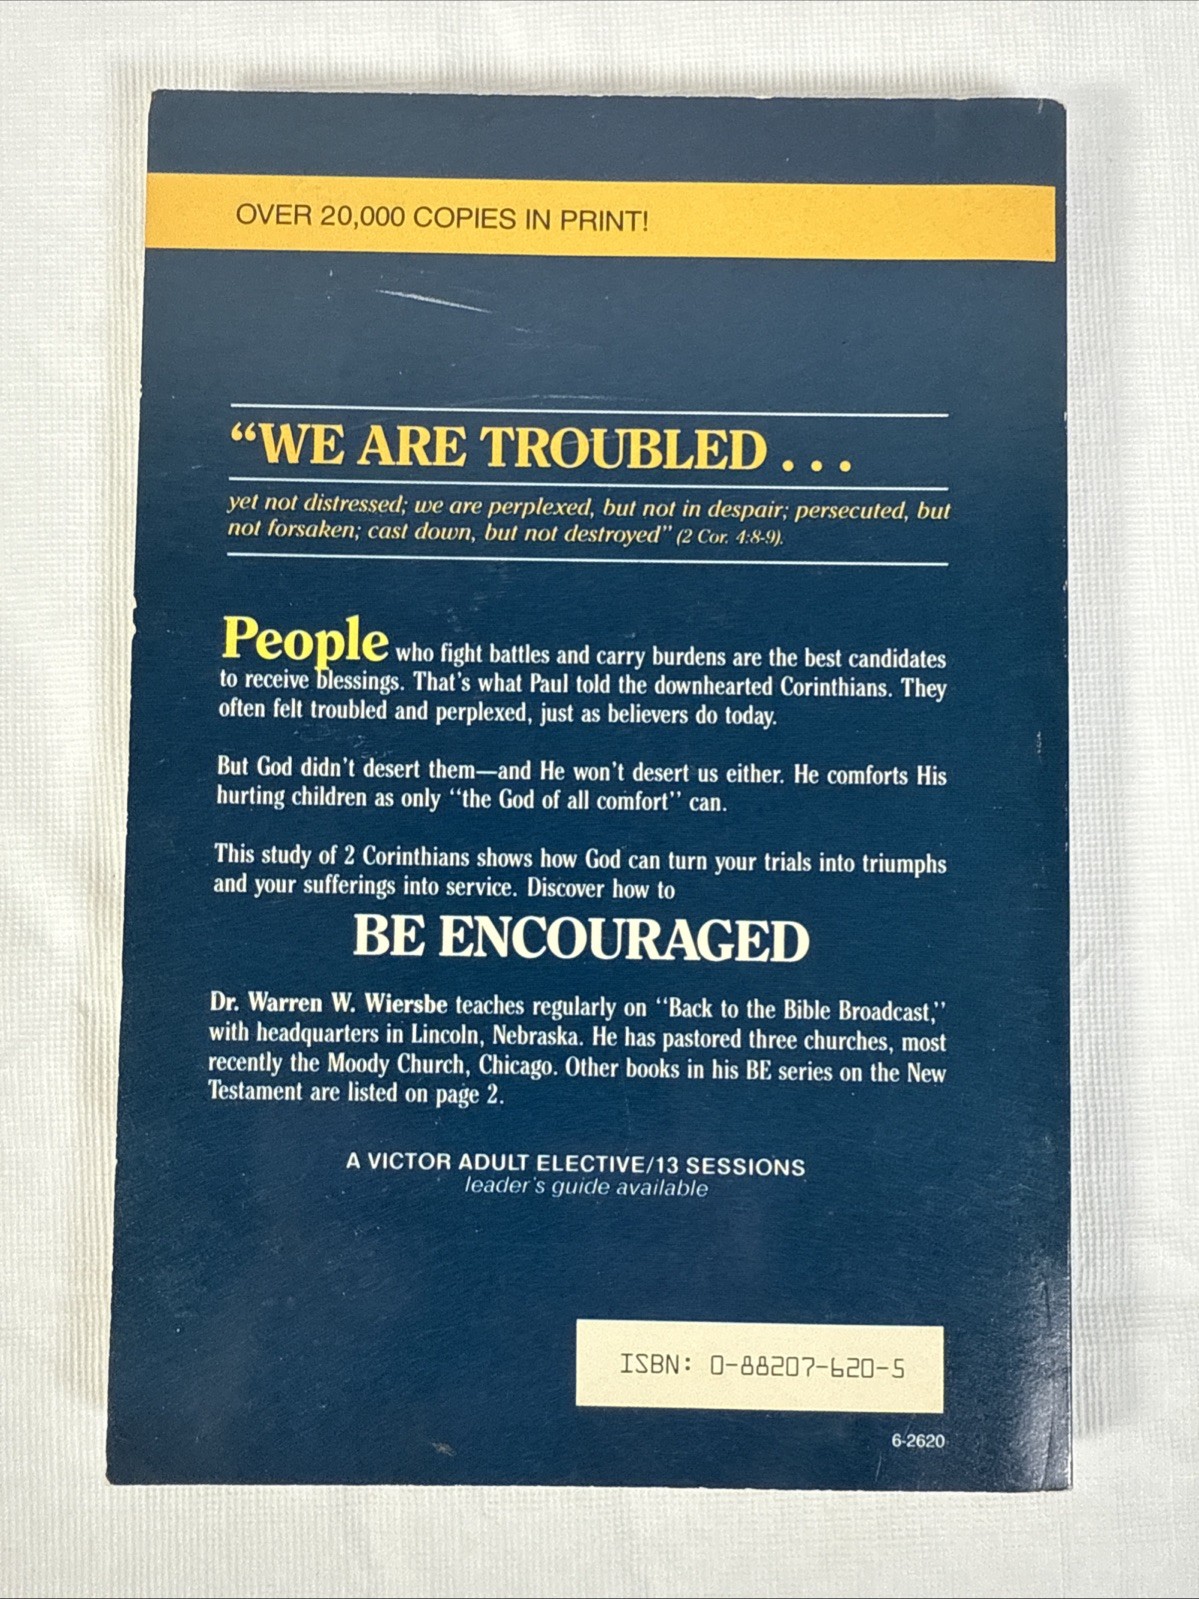 OVER 20,000 COPIES IN PRINT!
“WE ARE TROUBLED . . .
yet not distressed; we are perplexed, but not in despair; persecuted, but
not forsaken; cast down, but not destroyed” (2 Cor. 4:8-9).
People who fight battles and carry burdens are the best candidates
to receive blessings. That’s what Paul told the downhearted Corinthians. They
often felt troubled and perplexed, just as believers do today.
But God didn’t desert them—and He won’t desert us either. He comforts His
hurting children as only “the God of all comfort” can.
This study of 2 Corinthians shows how God can turn your trials into triumphs
and your sufferings into service. Discover how to
BE ENCOURAGED
Dr. Warren W. Wiersbe teaches regularly on “Back to the Bible Broadcast,”
with headquarters in Lincoln, Nebraska. He has pastored three churches, most
recently the Moody Church, Chicago. Other books in his BE series on the New
Testament are listed on page 2.
A VICTOR ADULT ELECTIVE/13 SESSIONS
leader’s guide available
ISBN: 0-88207-620-5
6-2620